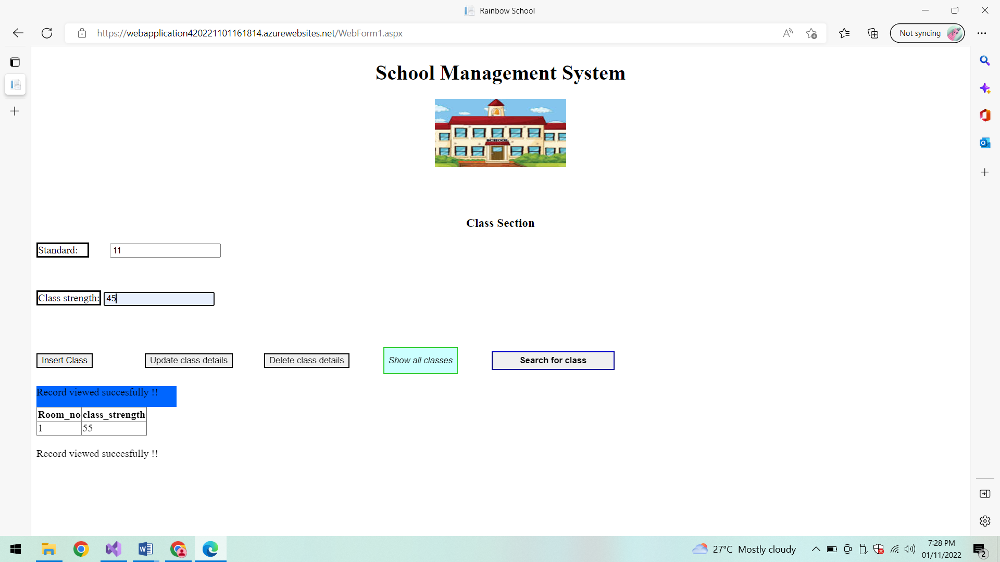 Rainbow School
https://webapplication420221101161814.azurewebsites.net/WebForm1.aspx
Not syncing
School Management System
SCHOOL
Class Section
Standard: 11
Class strength: 45
Insert Class Update class details Delete class details Show all classes Search for class
Record viewed succesfully !!
Room_no class_strength
1 55
Record viewed succesfully !!
27°C Mostly cloudy
7:28 PM
01/11/2022
2